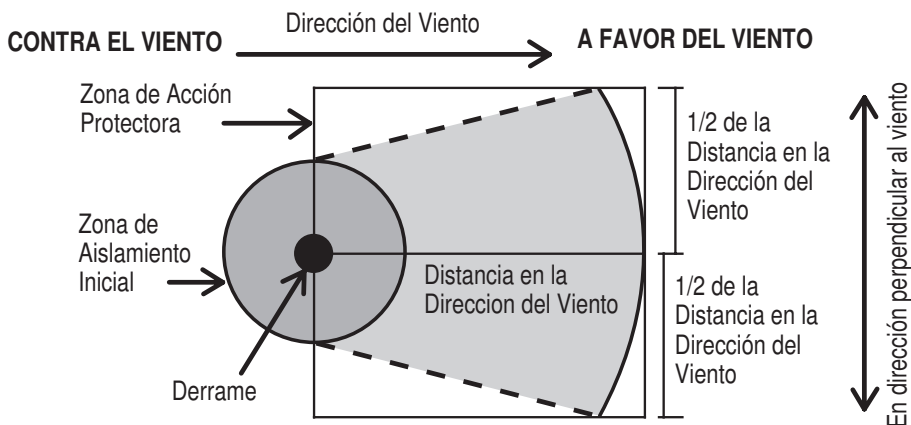 Dirección del Viento
CONTRA EL VIENTO
A FAVOR DEL VIENTO
Zona de Acción
Protectora
Zona de
Aislamiento
Inicial
Derrame
Distancia en la
Direccion del Viento
1/2 de la
Distancia en la
Dirección del
Viento
1/2 de la
Distancia en la
Dirección del
Viento
En dirección perpendicular al viento